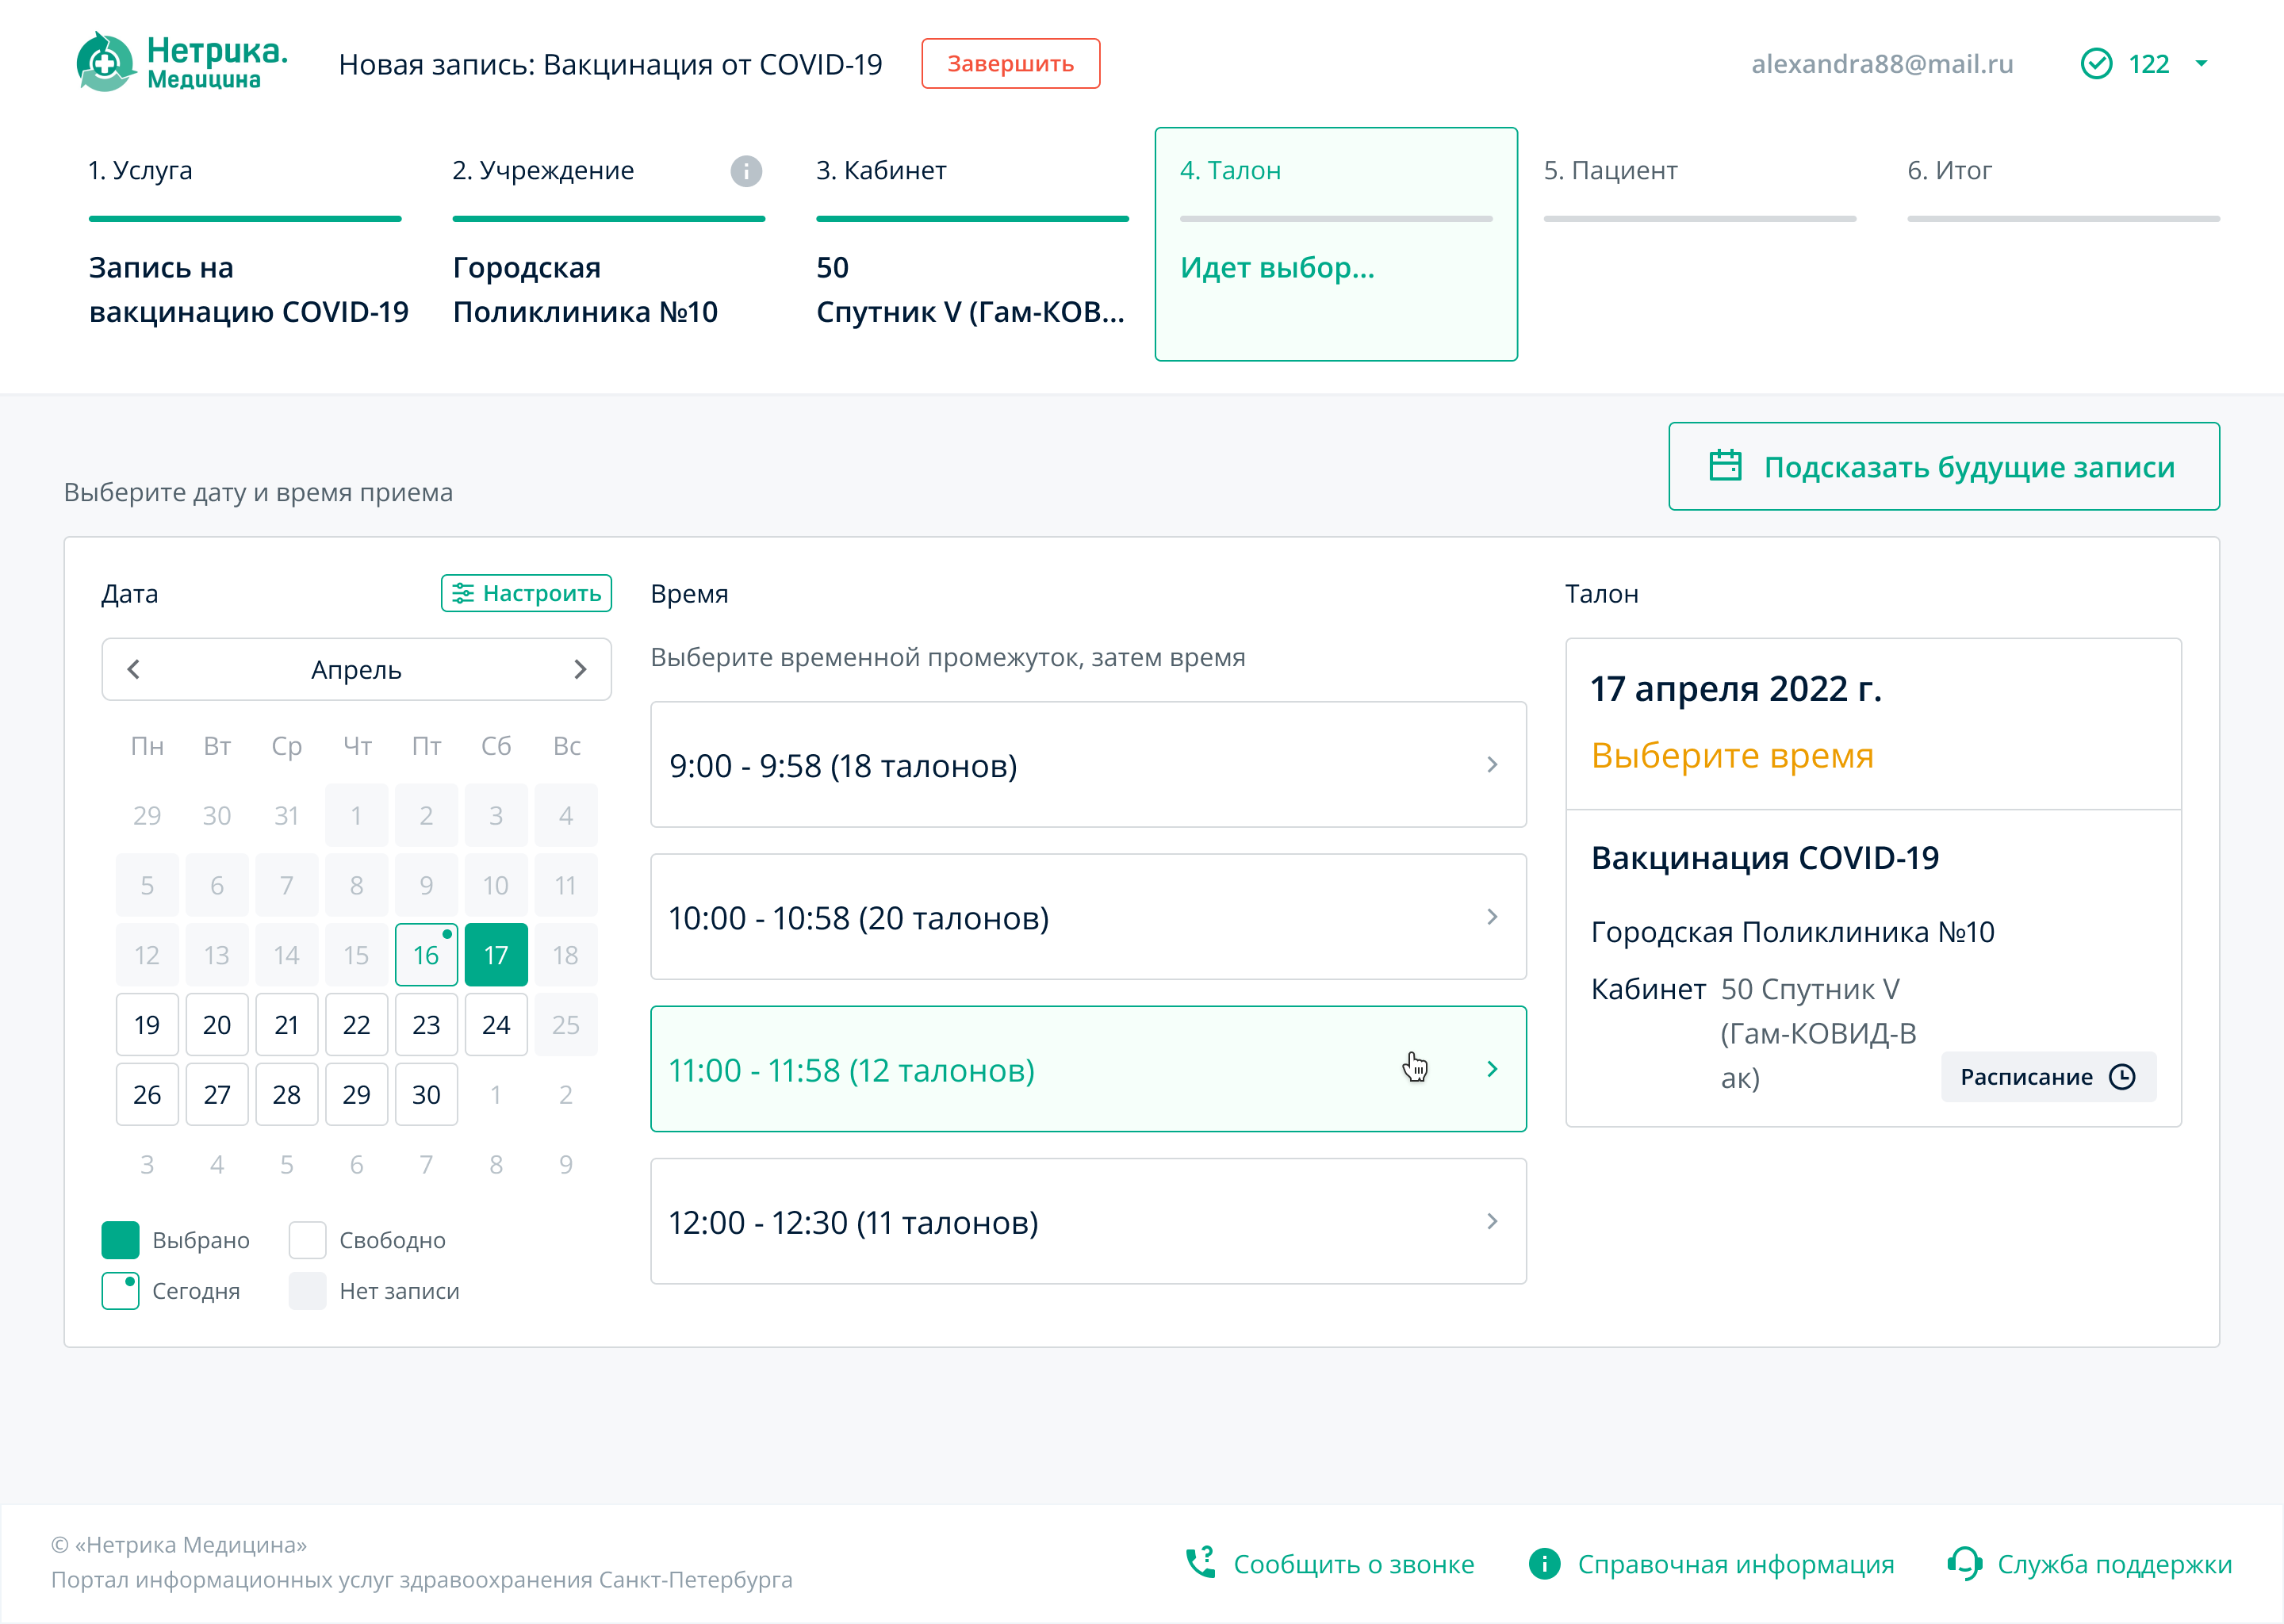 Нетрика.
Медицина
Новая запись: Вакцинация от COVID-19
Завершить
alexandra88@mail.ru
122
1. Услуга
2. Учреждение
3. Кабинет
4. Талон
5. Пациент
6. Итог
Запись на
вакцинацию COVID-19
Городская
Поликлиника №10
50
Спутник V (Гам-КОВ...
Идет выбор...
Подсказать будущие записи
Выберите дату и время приема
Дата
Настроить
Апрель
Пн Вт Ср Чт Пт Сб Вс
29 30 31 1 2 3 4
5 6 7 8 9 10 11
12 13 14 15 16 17 18
19 20 21 22 23 24 25
26 27 28 29 30 1 2
3 4 5 6 7 8 9
Выбрано
Свободно
Сегодня
Нет записи
Время
Выберите временной промежуток, затем время
9:00 - 9:58 (18 талонов)
10:00 - 10:58 (20 талонов)
11:00 - 11:58 (12 талонов)
12:00 - 12:30 (11 талонов)
Талон
17 апреля 2022 г.
Выберите время
Вакцинация COVID-19
Городская Поликлиника №10
Кабинет 50 Спутник V
(Гам-КОВИД-В
ак)
Расписание
© «Нетрика Медицина»
Портал информационных услуг здравоохранения Санкт-Петербурга
Сообщить о звонке
Справочная информация
Служба поддержки